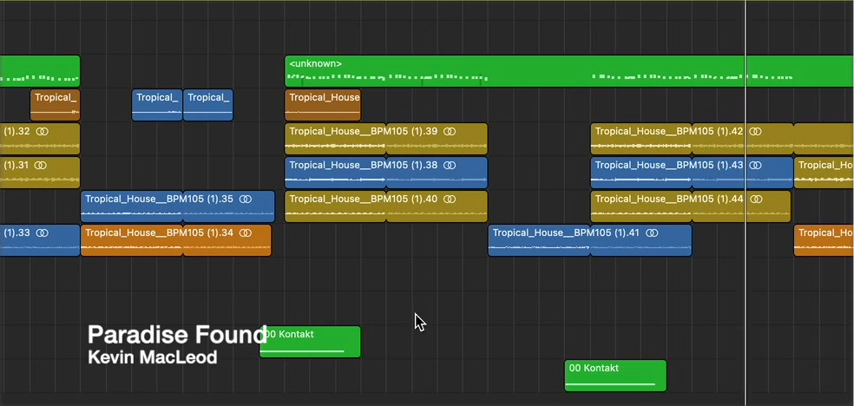 <unknown>
Tropical_
Tropical_
Tropical_
Tropical_House
(1).32
Tropical_House__BPM105 (1).39
Tropical_House__BPM105 (1).42
(1).31
Tropical_House__BPM105 (1).38
Tropical_House__BPM105 (1).43
Tropical_Ho
Tropical_House__BPM105 (1).35
Tropical_House__BPM105 (1).40
Tropical_House__BPM105 (1).44
(1).33
Tropical_House__BPM105 (1).34
Tropical_House__BPM105 (1).41
Tropical_Ho
Paradise Found
00 Kontakt
Kevin MacLeod
00 Kontakt